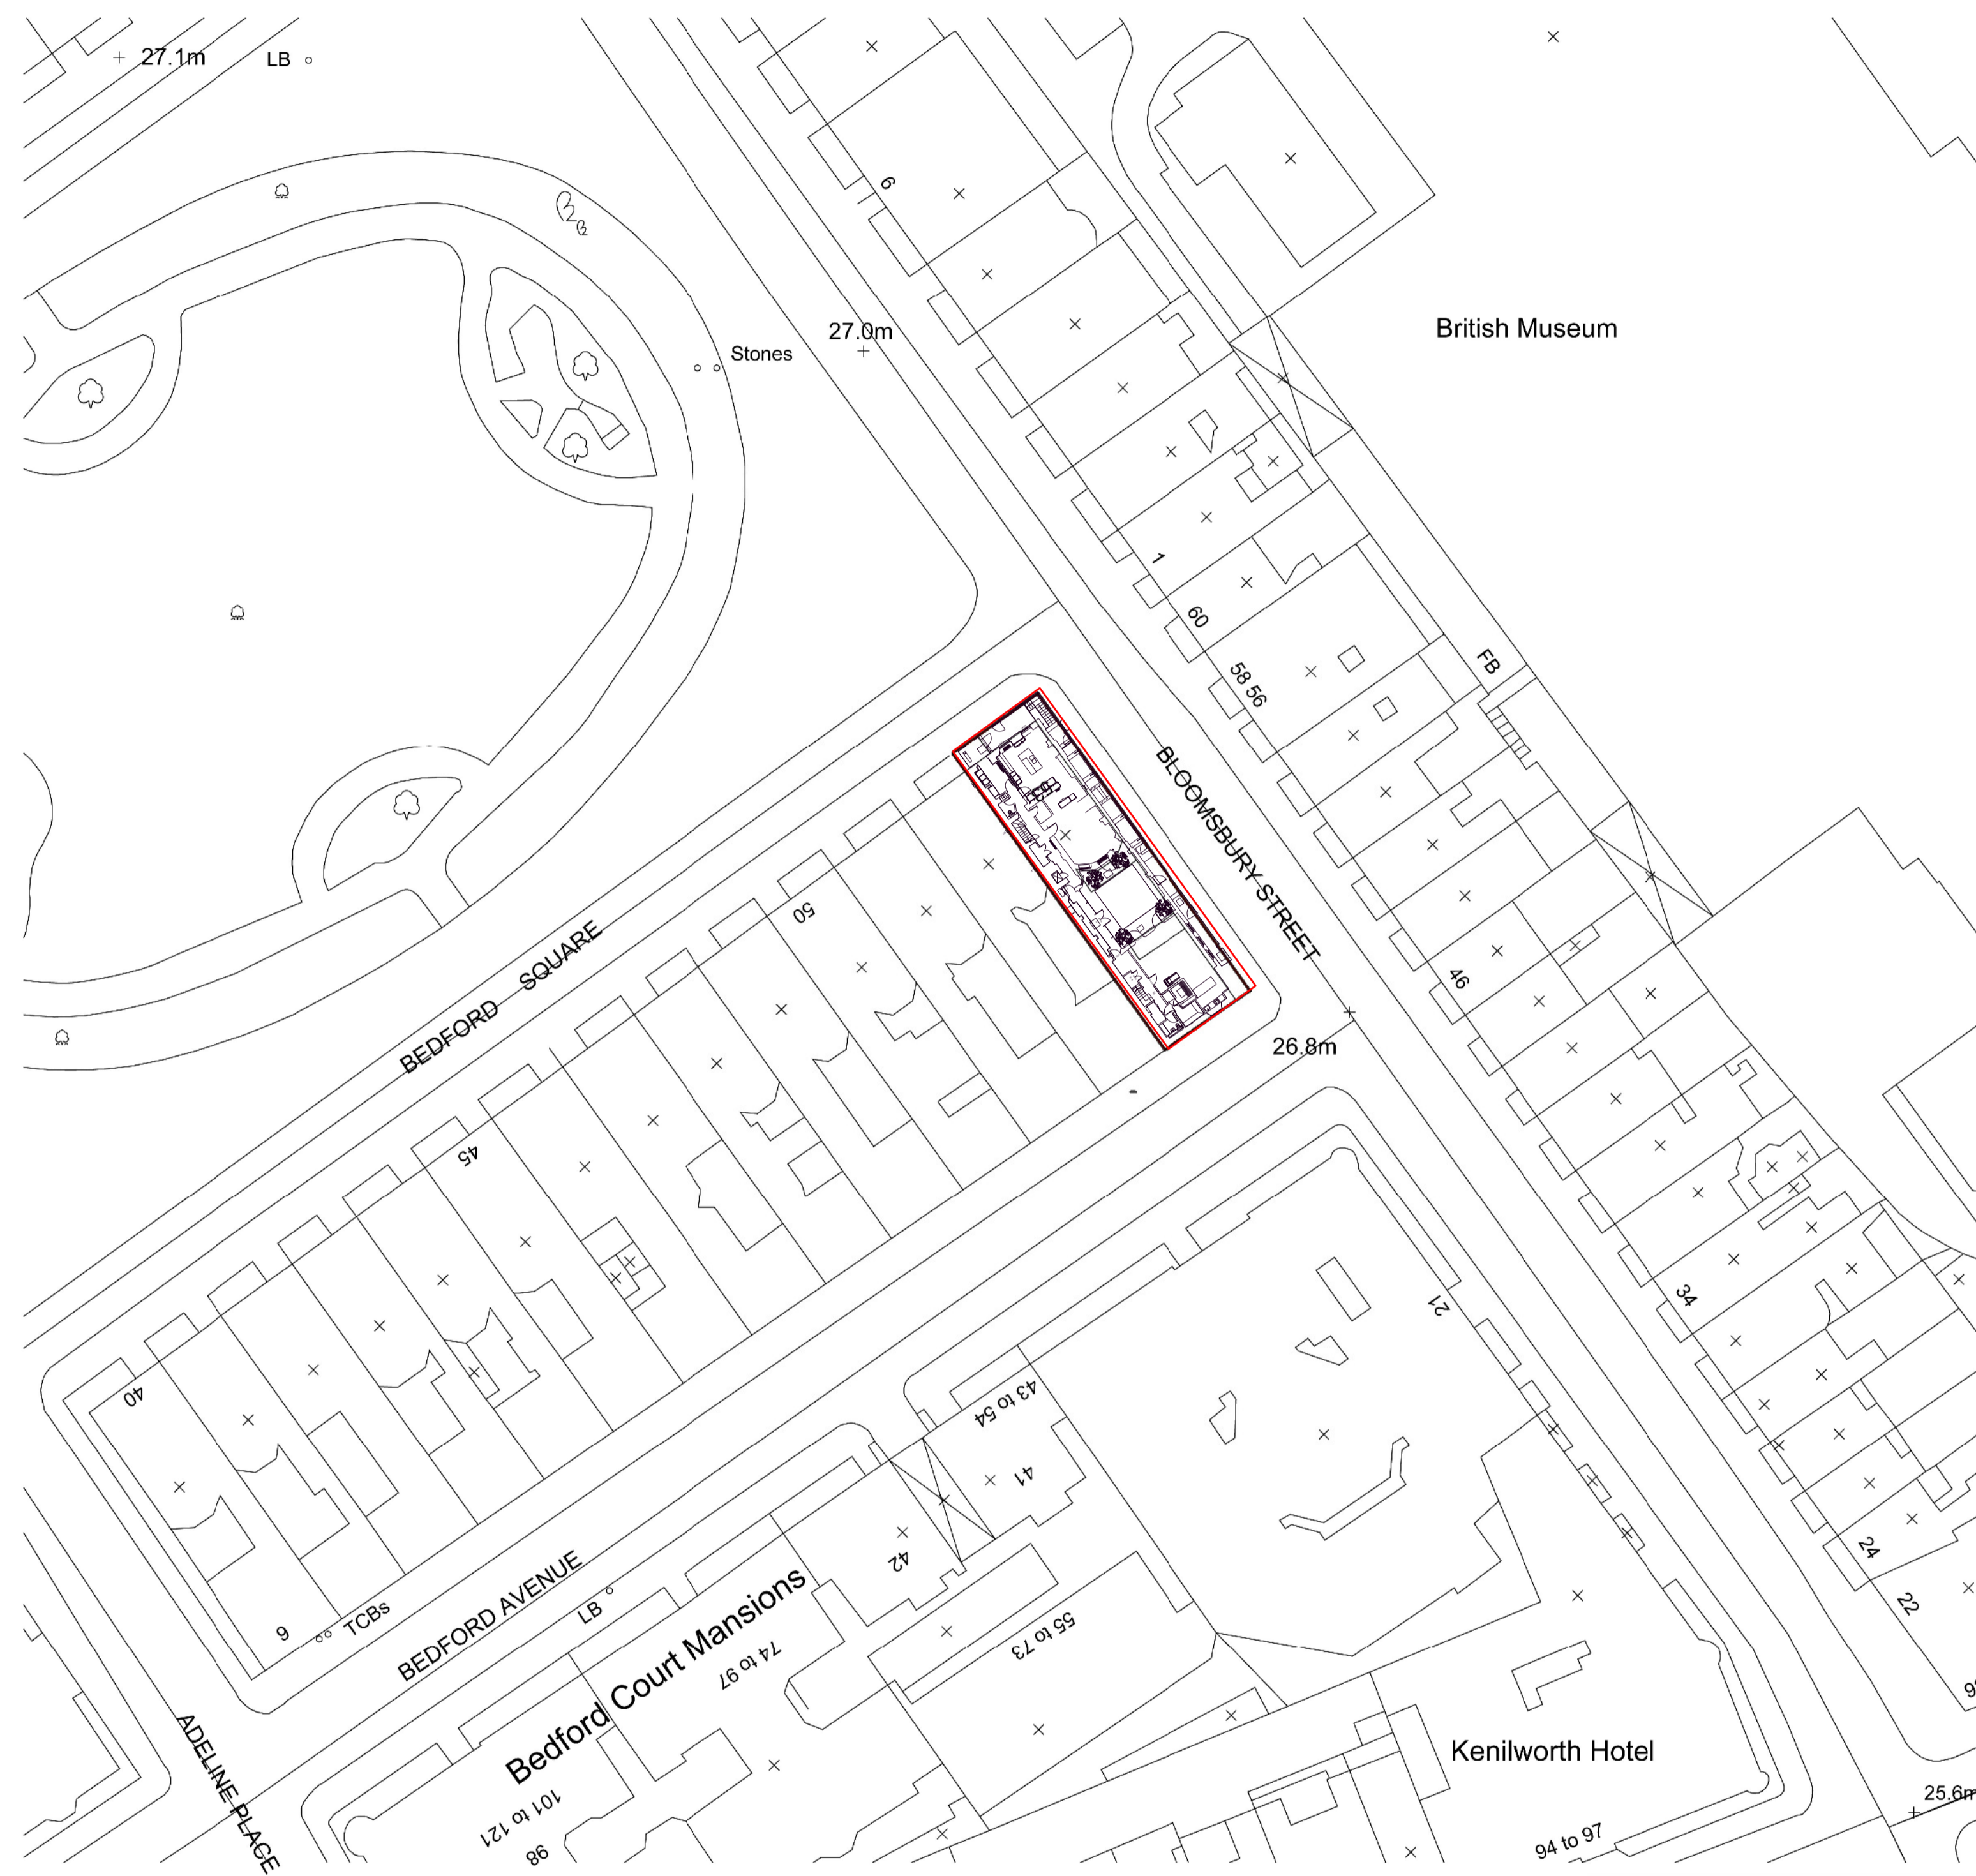 27.1m
LB
6
27.0m
Stones
British Museum
1
60
58 56
FB
BLOOMSBURY STREET
50
BEDFORD SQUARE
46
26.8m
45
34
21
40
43 to 54
41
42
24
22
BEDFORD AVENUE
LB
TCBs
9
Bedford Court Mansions
74 to 97
55 to 73
ADELINE PLACE
Kenilworth Hotel
101 to 121
98
94 to 97
25.6m